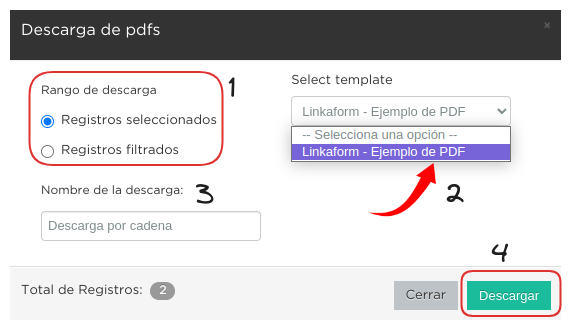 Descarga de pdfs
×
Rango de descarga
1
Registros seleccionados
Registros filtrados
Select template
Linkaform - Ejemplo de PDF
-- Selecciona una opción --
Linkaform - Ejemplo de PDF
2
Nombre de la descarga:
3
Descarga por cadena
4
Total de Registros: 2
Cerrar
Descargar